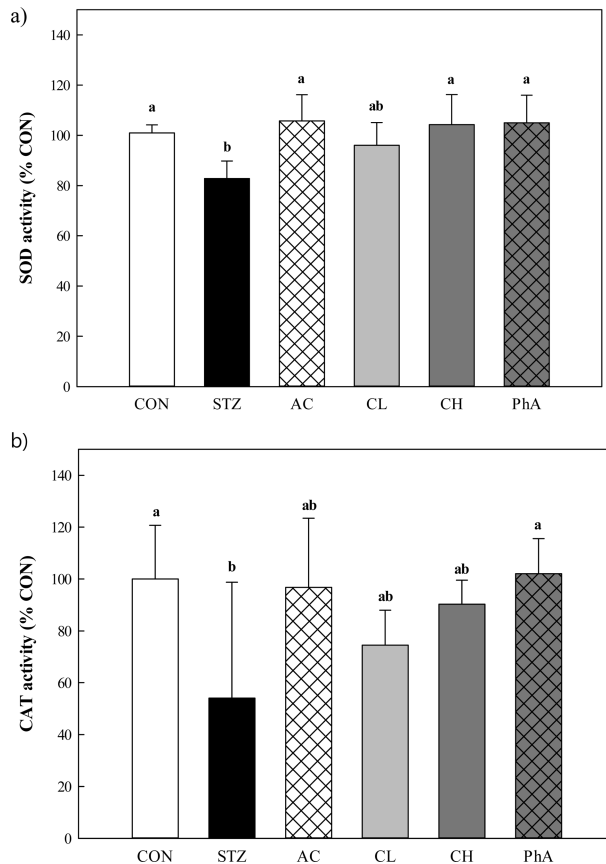 a)
SOD activity (% CON)
140
120
100
80
60
40
20
0
a
b
a
ab
a
a
CON STZ AC CL CH PhA
b)
CAT activity (% CON)
140
120
100
80
60
40
20
0
a
b
ab
ab
ab
a
CON STZ AC CL CH PhA